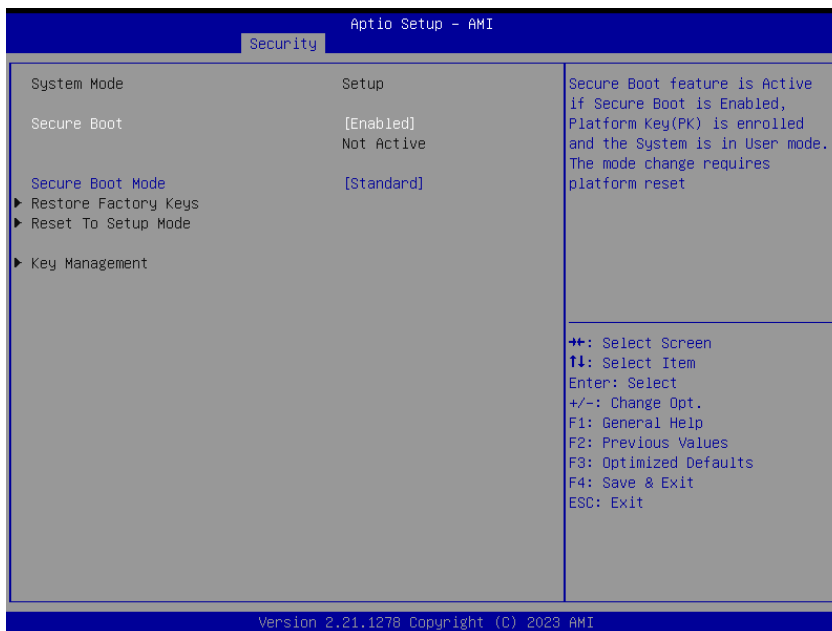 Aptio Setup – AMI
Security
System Mode Setup
Secure Boot [Enabled]
Not Active
Secure Boot Mode [Standard]
Restore Factory Keys
Reset To Setup Mode
Key Management
Secure Boot feature is Active
if Secure Boot is Enabled,
Platform Key(PK) is enrolled
and the System is in User mode.
The mode change requires
platform reset
→←: Select Screen
↑↓: Select Item
Enter: Select
+/-: Change Opt.
F1: General Help
F2: Previous Values
F3: Optimized Defaults
F4: Save & Exit
ESC: Exit
Version 2.21.1278 Copyright (C) 2023 AMI